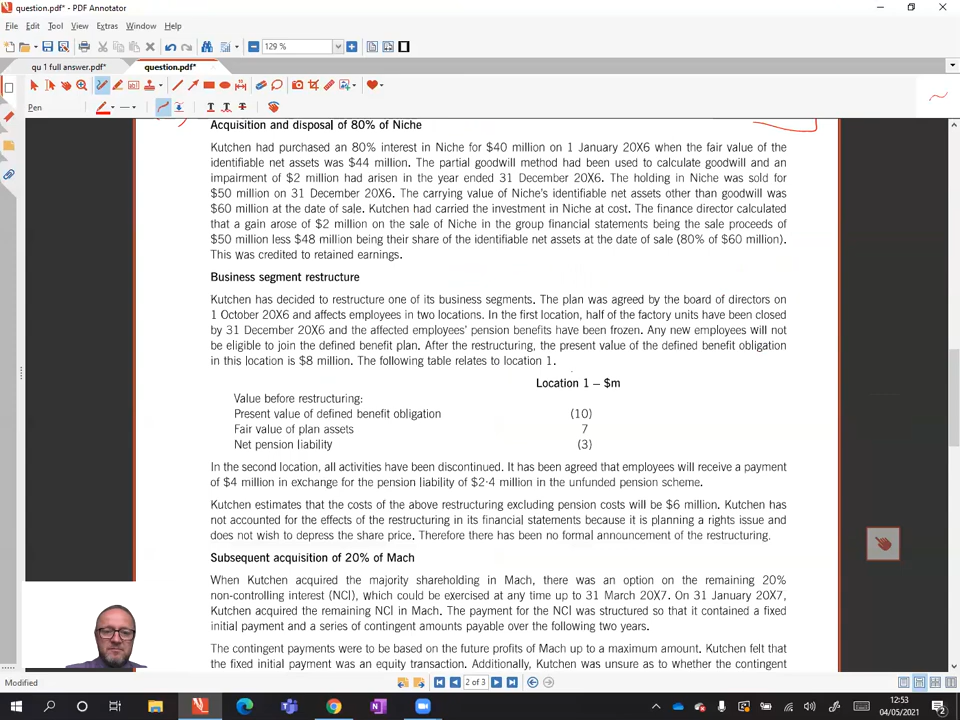 question.pdf* - PDF Annotator
File Edit Tool View Extras Window Help
129 %
qu 1 full answer.pdf* question.pdf*
Pen
Acquisition and disposal of 80% of Niche
Kutchen had purchased an 80% interest in Niche for $40 million on 1 January 20X6 when the fair value of the
identifiable net assets was $44 million. The partial goodwill method had been used to calculate goodwill and an
impairment of $2 million had arisen in the year ended 31 December 20X6. The holding in Niche was sold for
$50 million on 31 December 20X6. The carrying value of Niche's identifiable net assets other than goodwill was
$60 million at the date of sale. Kutchen had carried the investment in Niche at cost. The finance director calculated
that a gain arose of $2 million on the sale of Niche in the group financial statements being the sale proceeds of
$50 million less $48 million being their share of the identifiable net assets at the date of sale (80% of $60 million).
This was credited to retained earnings.
Business segment restructure
Kutchen has decided to restructure one of its business segments. The plan was agreed by the board of directors on
1 October 20X6 and affects employees in two locations. In the first location, half of the factory units have been closed
by 31 December 20X6 and the affected employees' pension benefits have been frozen. Any new employees will not
be eligible to join the defined benefit plan. After the restructuring, the present value of the defined benefit obligation
in this location is $8 million. The following table relates to location 1.
Location 1 – $m
Value before restructuring:
Present value of defined benefit obligation (10)
Fair value of plan assets 7
Net pension liability (3)
In the second location, all activities have been discontinued. It has been agreed that employees will receive a payment
of $4 million in exchange for the pension liability of $2·4 million in the unfunded pension scheme.
Kutchen estimates that the costs of the above restructuring excluding pension costs will be $6 million. Kutchen has
not accounted for the effects of the restructuring in its financial statements because it is planning a rights issue and
does not wish to depress the share price. Therefore there has been no formal announcement of the restructuring.
Subsequent acquisition of 20% of Mach
When Kutchen acquired the majority shareholding in Mach, there was an option on the remaining 20%
non-controlling interest (NCI), which could be exercised at any time up to 31 March 20X7. On 31 January 20X7,
Kutchen acquired the remaining NCI in Mach. The payment for the NCI was structured so that it contained a fixed
initial payment and a series of contingent amounts payable over the following two years.
The contingent payments were to be based on the future profits of Mach up to a maximum amount. Kutchen felt that
the fixed initial payment was an equity transaction. Additionally, Kutchen was unsure as to whether the contingent
Modified
2 of 3
12:53
04/05/2021